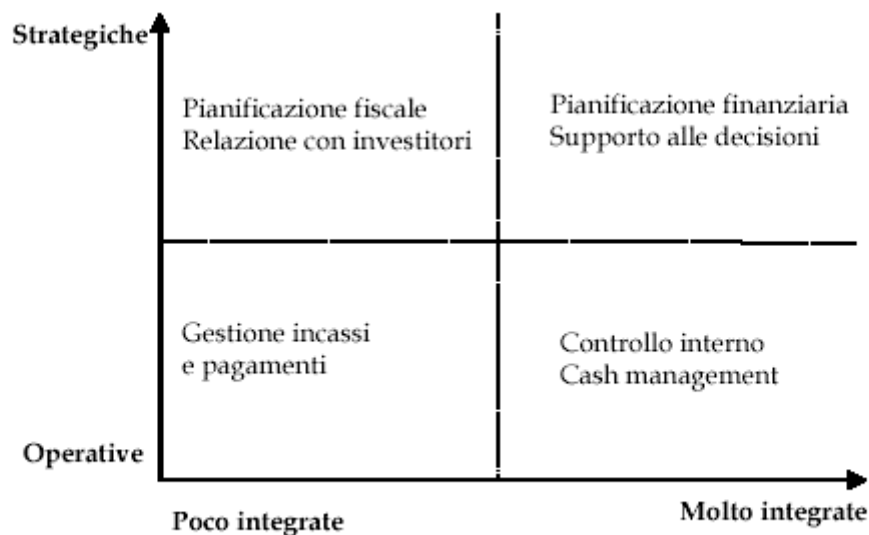 Strategiche
Pianificazione fiscale
Relazione con investitori
Pianificazione finanziaria
Supporto alle decisioni
Gestione incassi
e pagamenti
Controllo interno
Cash management
Operative
Poco integrate
Molto integrate